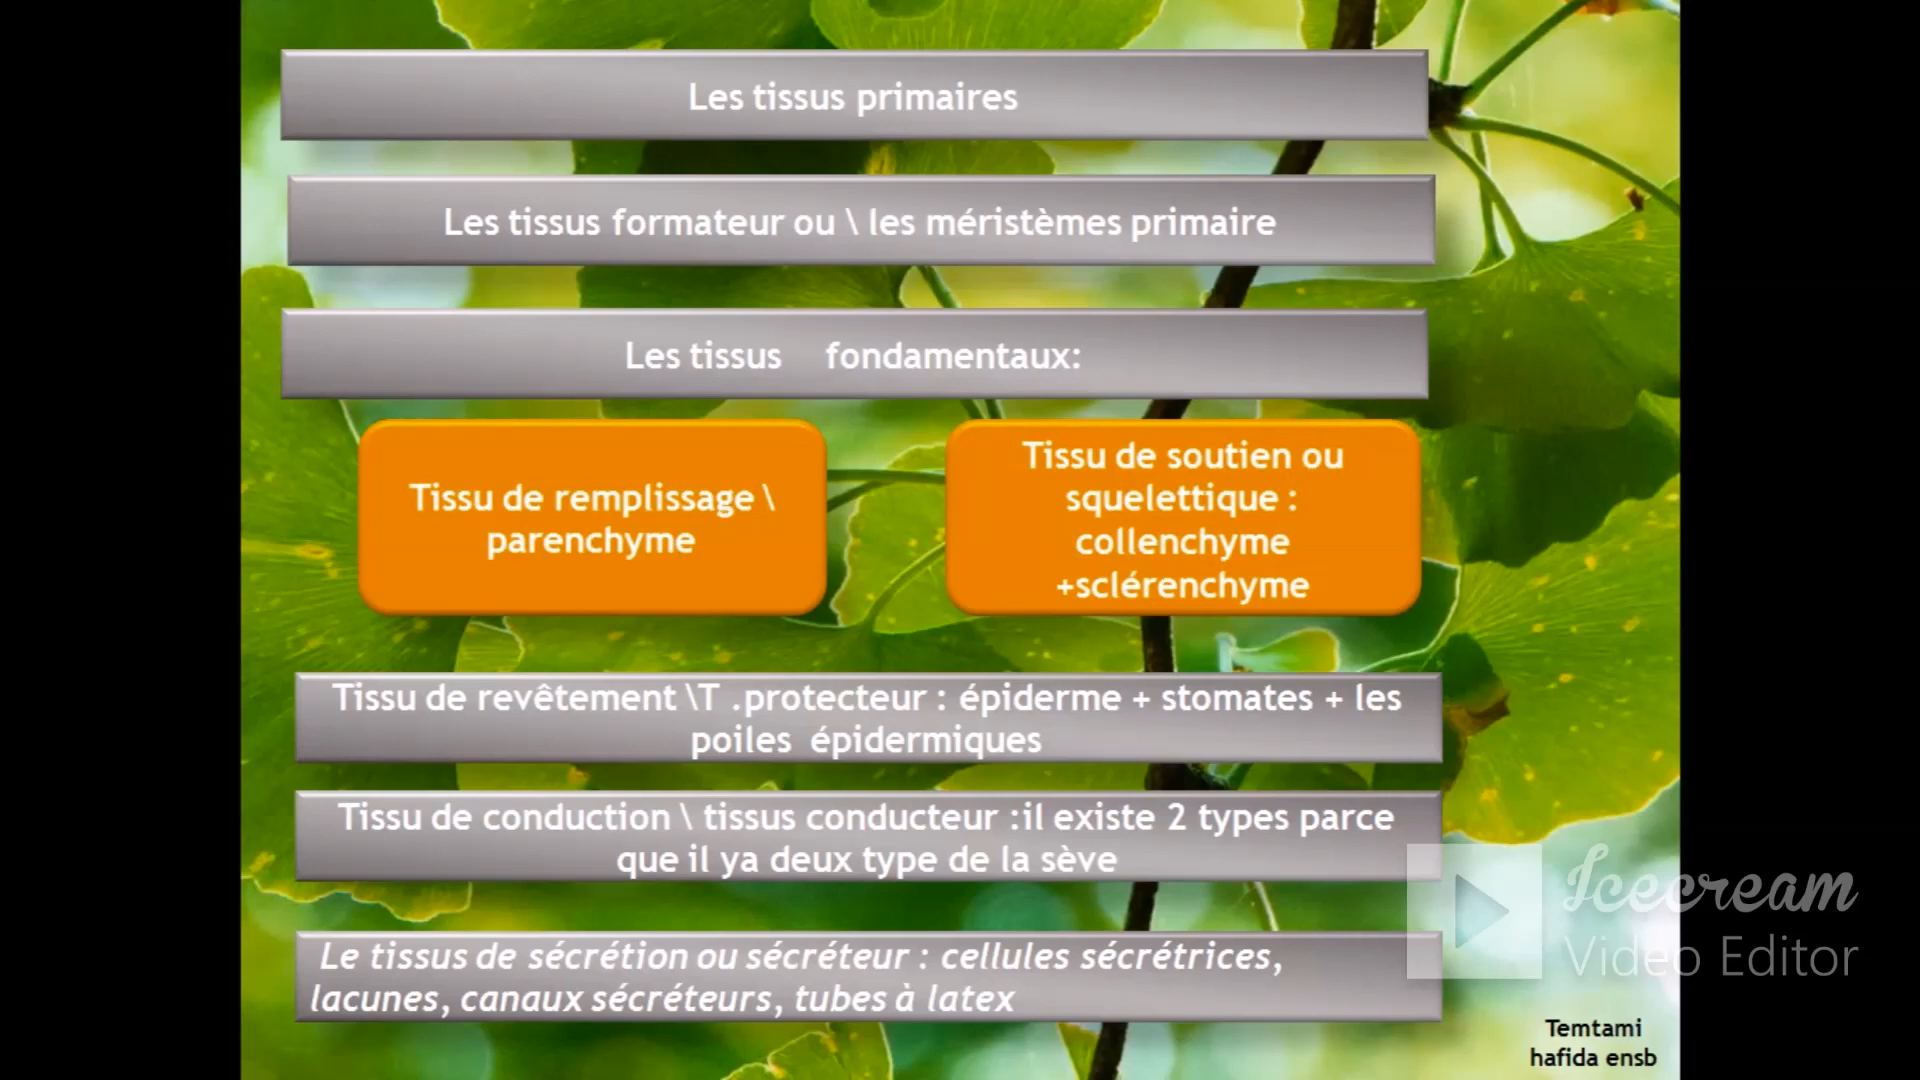 Les tissus primaires
Les tissus formateur ou \ les méristèmes primaire
Les tissus fondamentaux:
Tissu de remplissage \
parenchyme
Tissu de soutien ou
squelettique :
collenchyme
+sclérenchyme
Tissu de revêtement \T .protecteur : épiderme + stomates + les
poiles épidermiques
Tissu de conduction \ tissus conducteur :il existe 2 types parce
que il ya deux type de la sève
Le tissus de sécrétion ou sécréteur : cellules sécrétrices,
lacunes, canaux sécréteurs, tubes à latex
Icecream
Video Editor
Temtami
hafida ensb